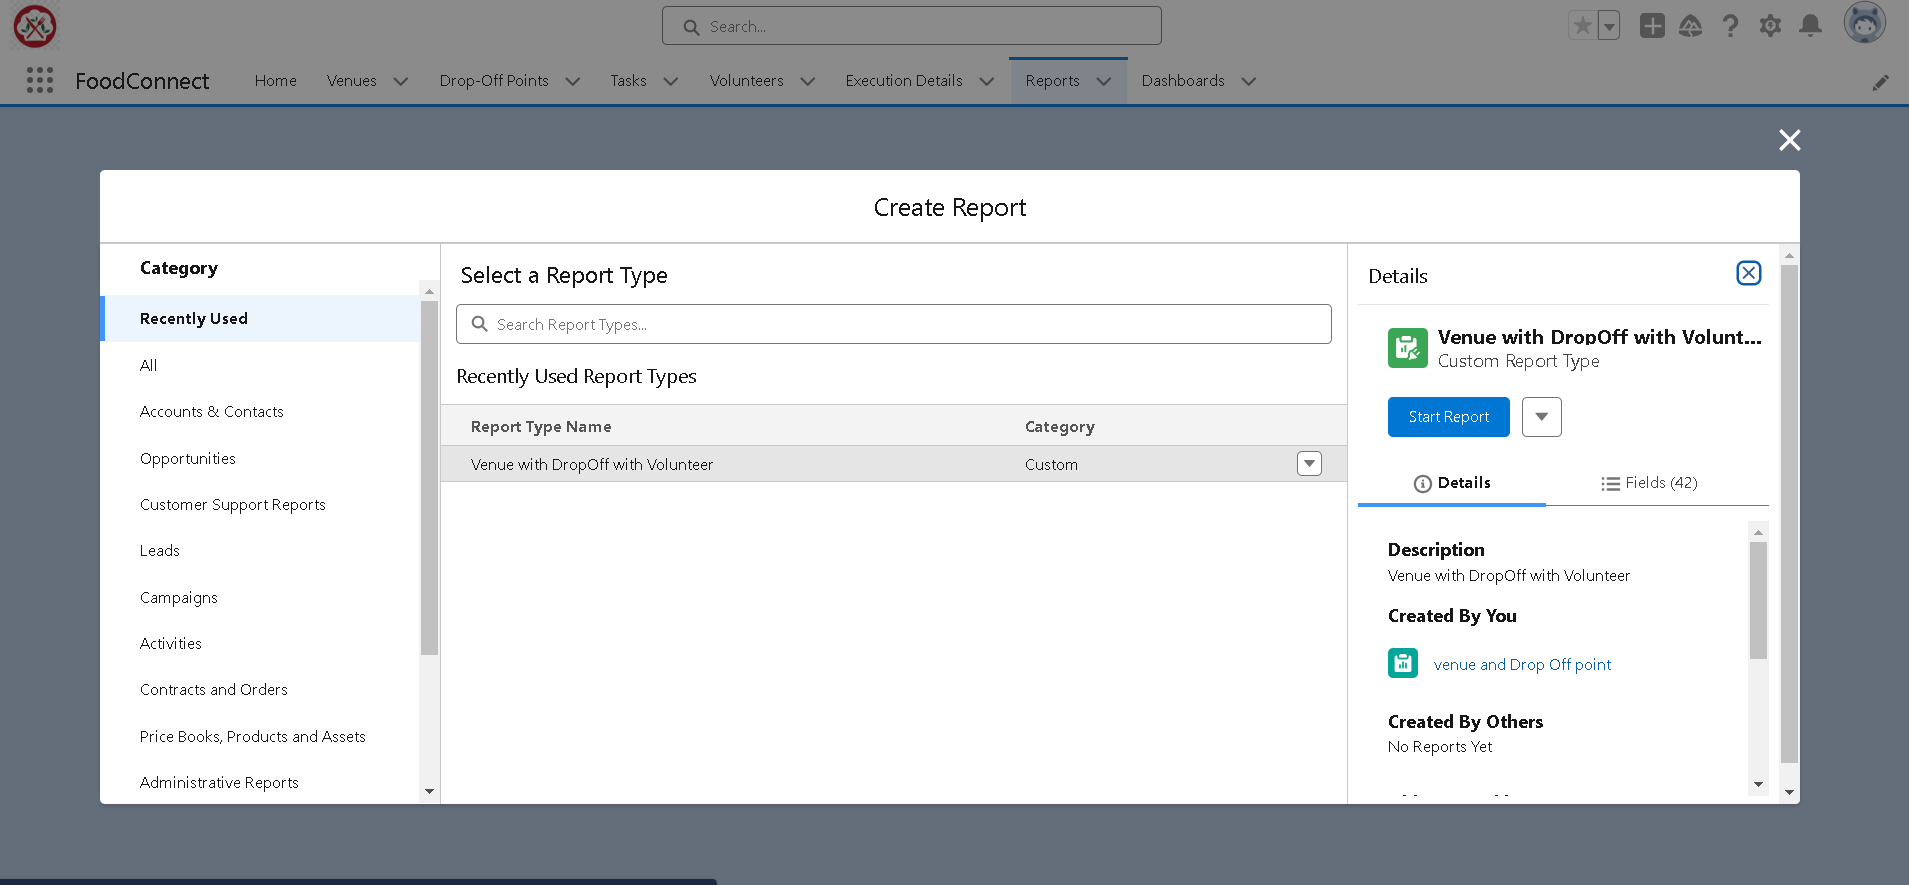 Search...
FoodConnect
Home
Venues
Drop-Off Points
Tasks
Volunteers
Execution Details
Reports
Dashboards
Create Report
Category
Recently Used
All
Accounts & Contacts
Opportunities
Customer Support Reports
Leads
Campaigns
Activities
Contracts and Orders
Price Books, Products and Assets
Administrative Reports
Select a Report Type
Search Report Types...
Recently Used Report Types
Report Type Name Category
Venue with DropOff with Volunteer Custom
Details
Venue with DropOff with Volunt...
Custom Report Type
Start Report
Details
Fields (42)
Description
Venue with DropOff with Volunteer
Created By You
venue and Drop Off point
Created By Others
No Reports Yet